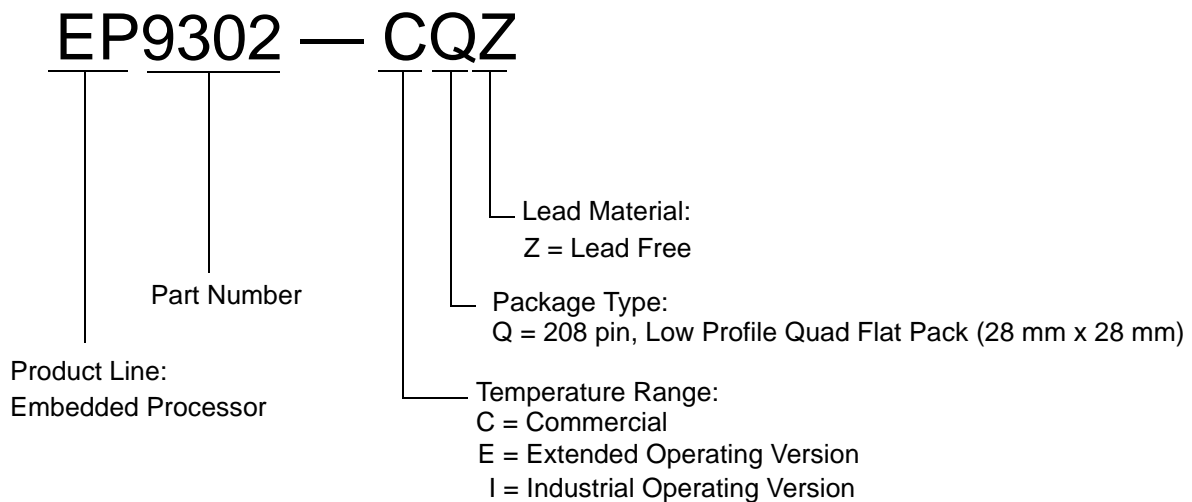 EP9302 — CQZ
Lead Material:
Z = Lead Free
Part Number
Package Type:
Q = 208 pin, Low Profile Quad Flat Pack (28 mm x 28 mm)
Product Line:
Embedded Processor
Temperature Range:
C = Commercial
E = Extended Operating Version
I = Industrial Operating Version